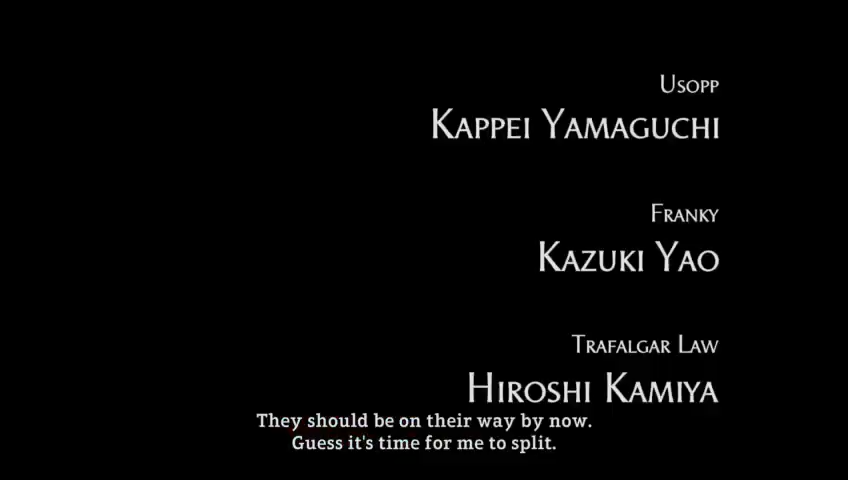 Usopp
Kappei Yamaguchi
Franky
Kazuki Yao
Trafalgar Law
Hiroshi Kamiya
They should be on their way by now.
Guess it's time for me to split.